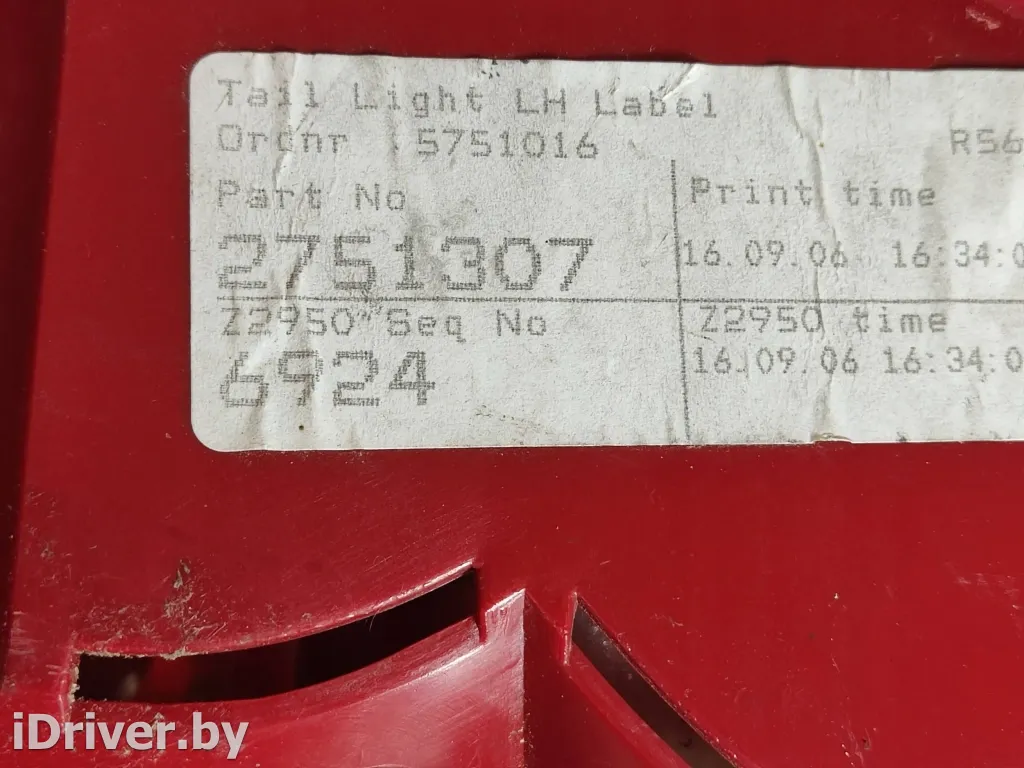 Tail Light LH Label
Ordnr 5751016 R56
Part No Print time
2751307 16.09.06 16:34:0
Z2950 Seq No Z2950 time
6924 16.09.06 16:34:0
iDriver.by